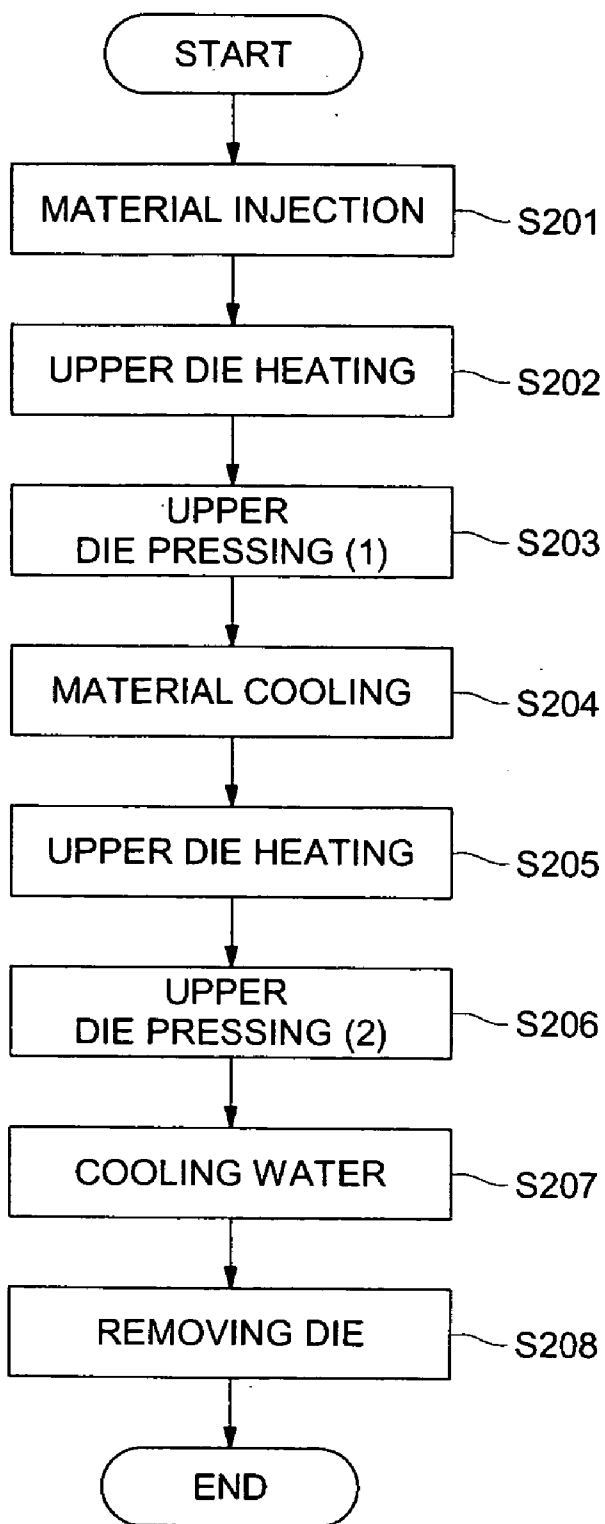 START
MATERIAL INJECTION
S201
UPPER DIE HEATING
S202
UPPER
DIE PRESSING (1)
S203
MATERIAL COOLING
S204
UPPER DIE HEATING
S205
UPPER
DIE PRESSING (2)
S206
COOLING WATER
S207
REMOVING DIE
S208
END